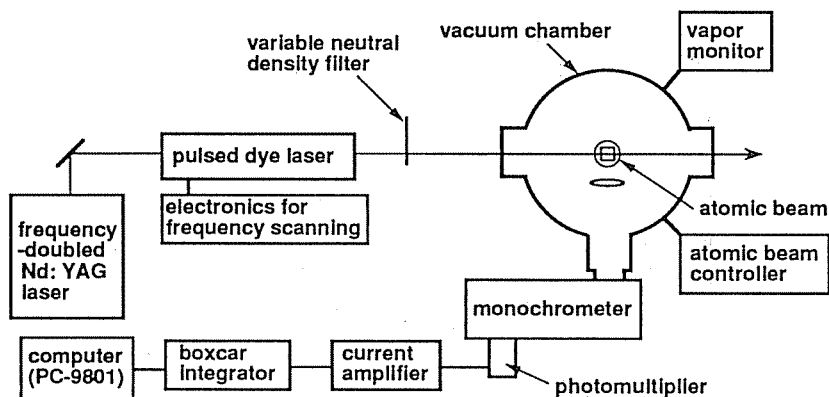 variable neutral
density filter
vacuum chamber
vapor
monitor
pulsed dye laser
electronics for
frequency scanning
frequency
-doubled
Nd: YAG
laser
atomic beam
atomic beam
controller
monochrometer
computer
(PC-9801)
boxcar
integrator
current
amplifier
photomultiplier